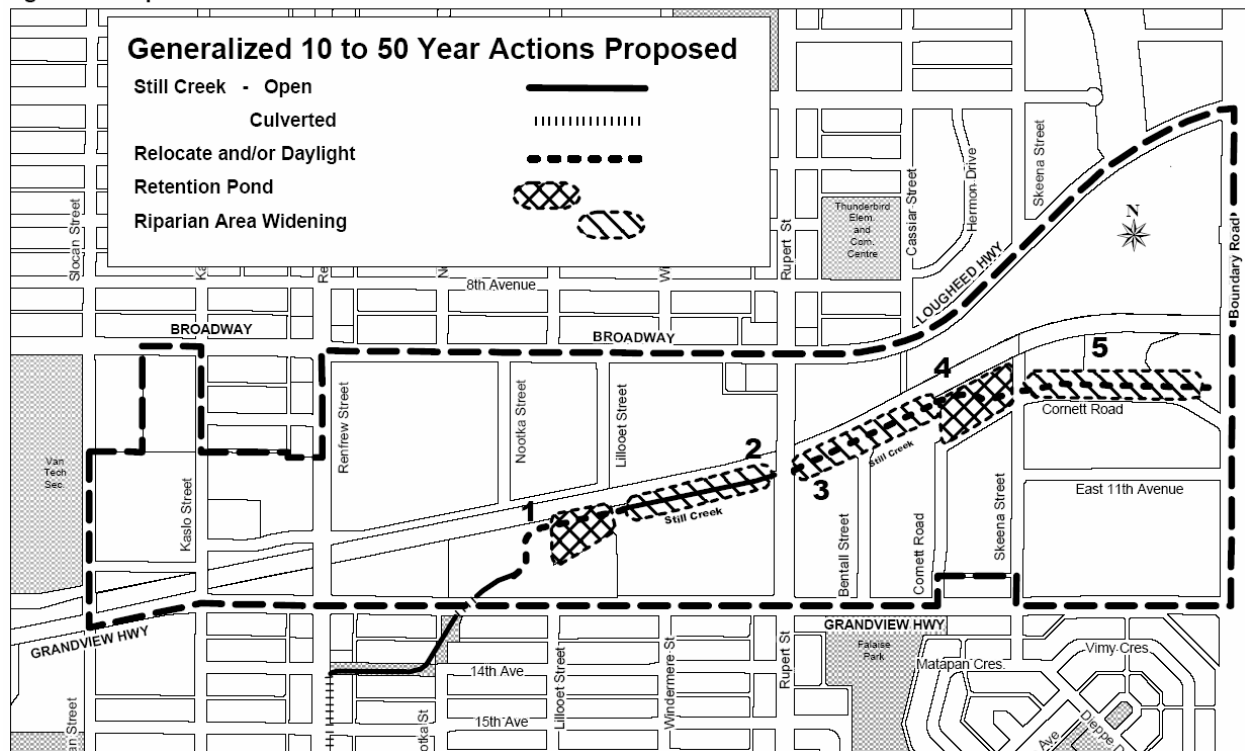 Generalized 10 to 50 Year Actions Proposed
Still Creek - Open
Culverted
Relocate and/or Daylight
Retention Pond
Riparian Area Widening
Slocan Street
8th Avenue
Rupert St
Thunderbird
Elem.
and
Com.
Centre
Cassiar Street
Hermon Drive
Skeena Street
N
LOUGHEED HWY
Boundary Road
BROADWAY
BROADWAY
Van
Tech
Sec.
Kaslo Street
Renfrew Street
Nootka Street
Lillooet Street
1
2
3
4
5
Still Creek
Still Creek
Cornett Road
East 11th Avenue
Bentall Street
Cornett Road
Skeena Street
GRANDVIEW HWY
GRANDVIEW HWY
14th Ave
15th Ave
Lillooet Street
Windermere St
Rupert St
Falaise
Park
Matapan Cres.
Vimy Cres.
Dieppe
Ave